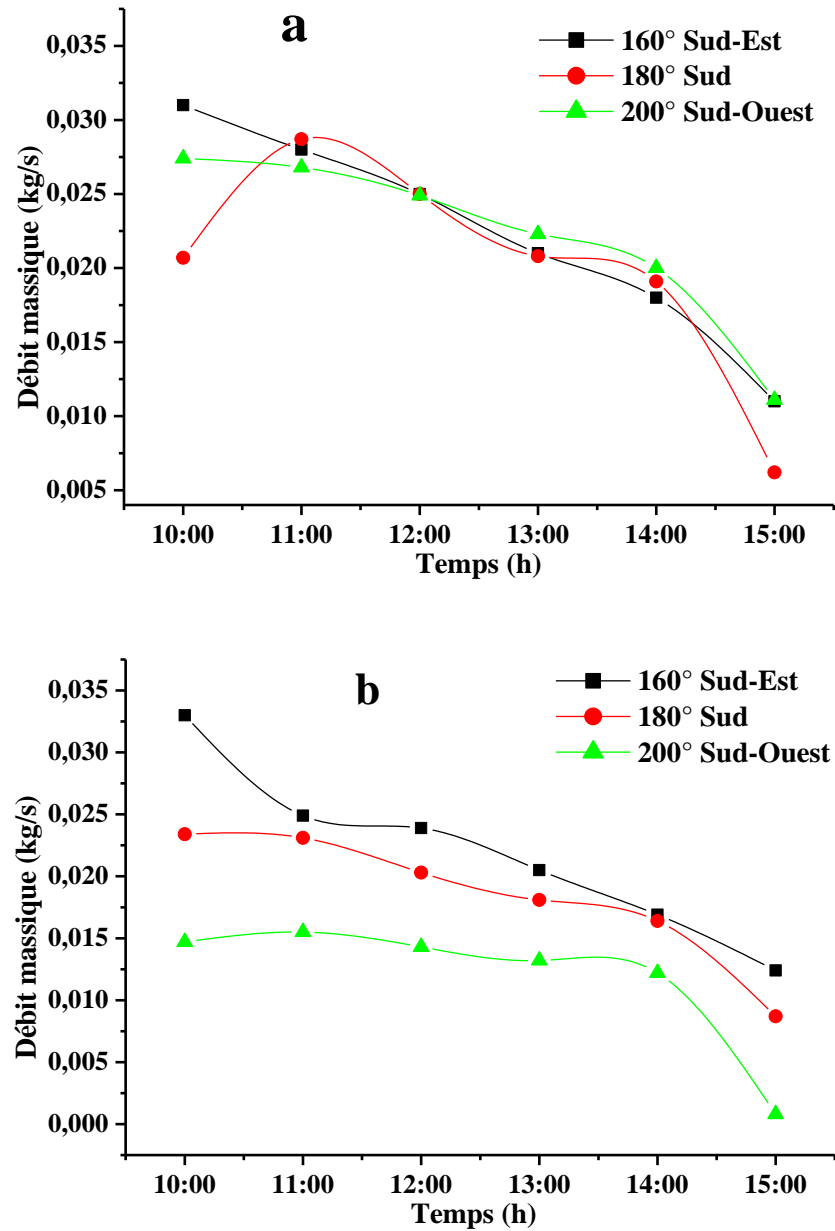 a
160° Sud-Est
180° Sud
200° Sud-Ouest
Débit massique (kg/s)
0,035
0,030
0,025
0,020
0,015
0,010
0,005
10:00 11:00 12:00 13:00 14:00 15:00
Temps (h)
b
160° Sud-Est
180° Sud
200° Sud-Ouest
Débit massique (kg/s)
0,035
0,030
0,025
0,020
0,015
0,010
0,005
0,000
10:00 11:00 12:00 13:00 14:00 15:00
Temps (h)